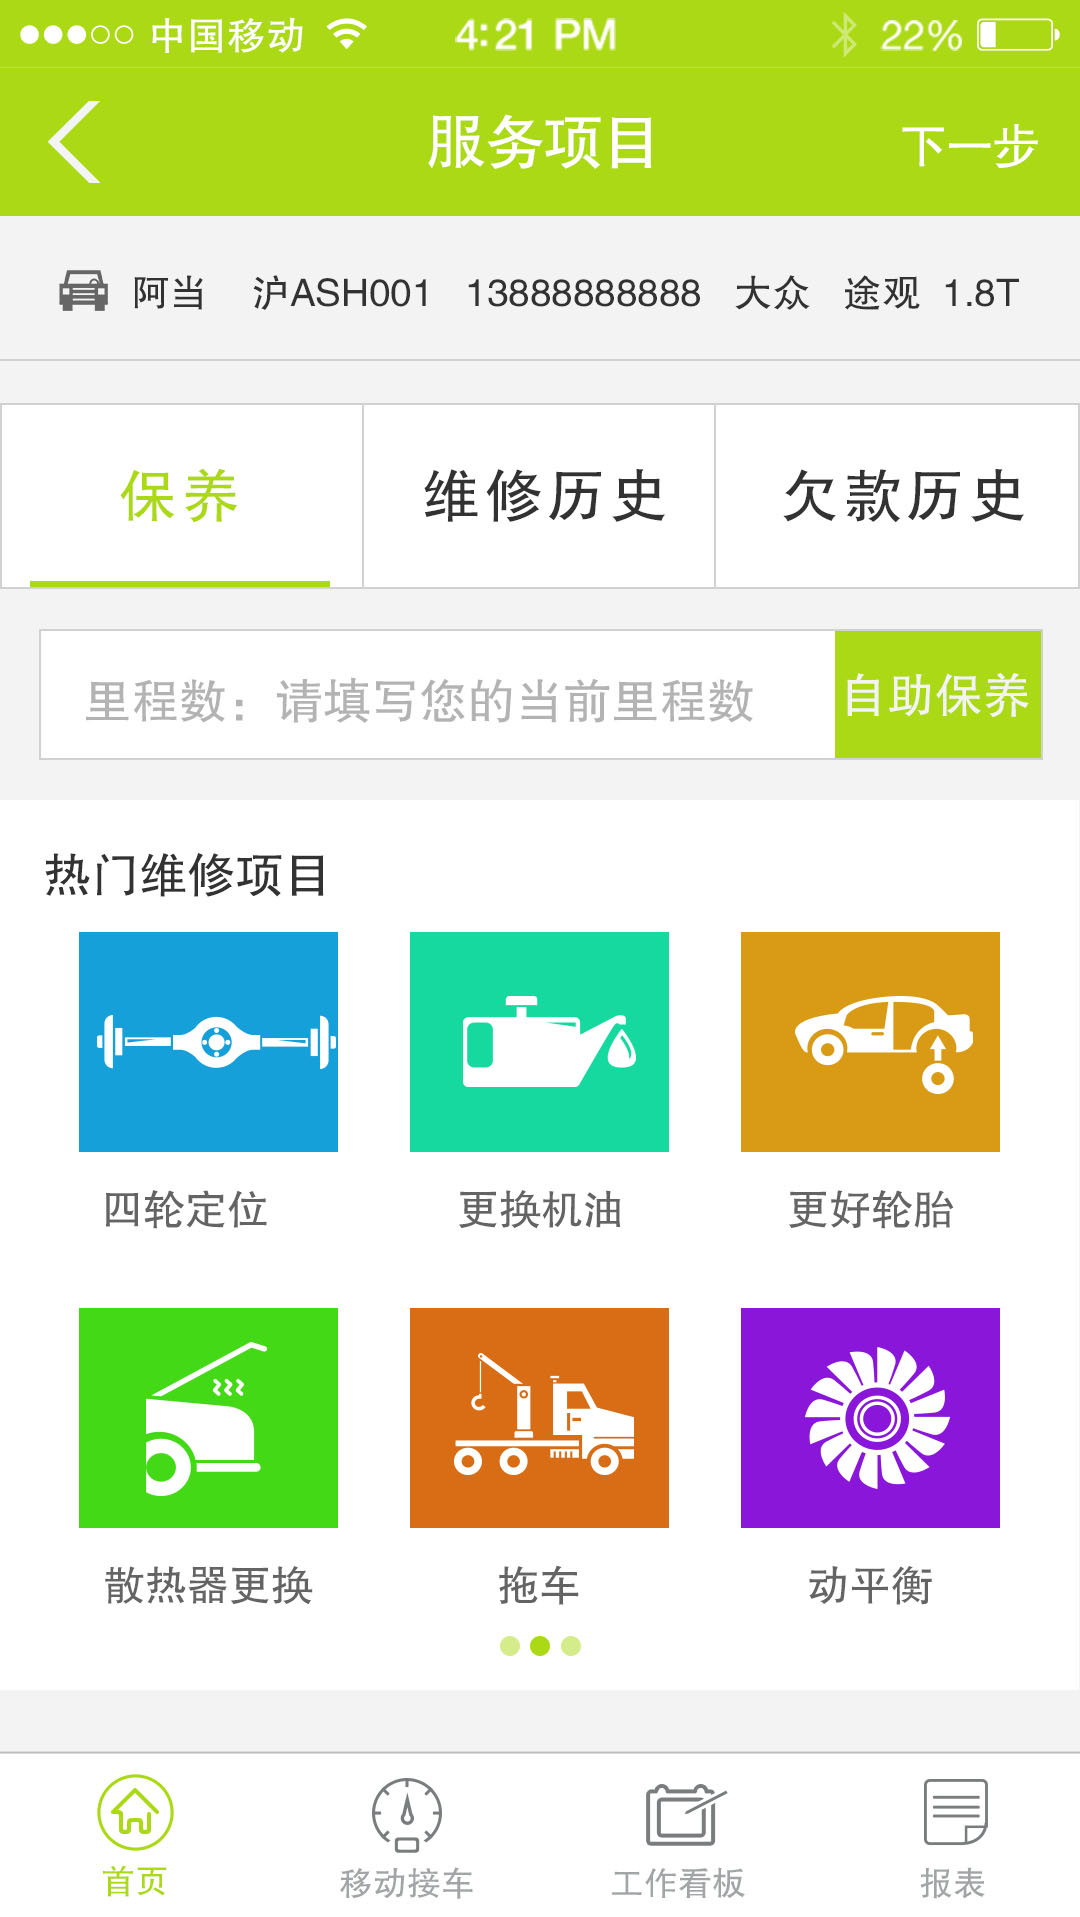 中国移动 4:21 PM 22%
服务项目 下一步
阿当 沪ASH001 13888888888 大众 途观 1.8T
保养 维修历史 欠款历史
里程数：请填写您的当前里程数 自助保养
热门维修项目
四轮定位 更换机油 更好轮胎
散热器更换 拖车 动平衡
首页 移动接车 工作看板 报表